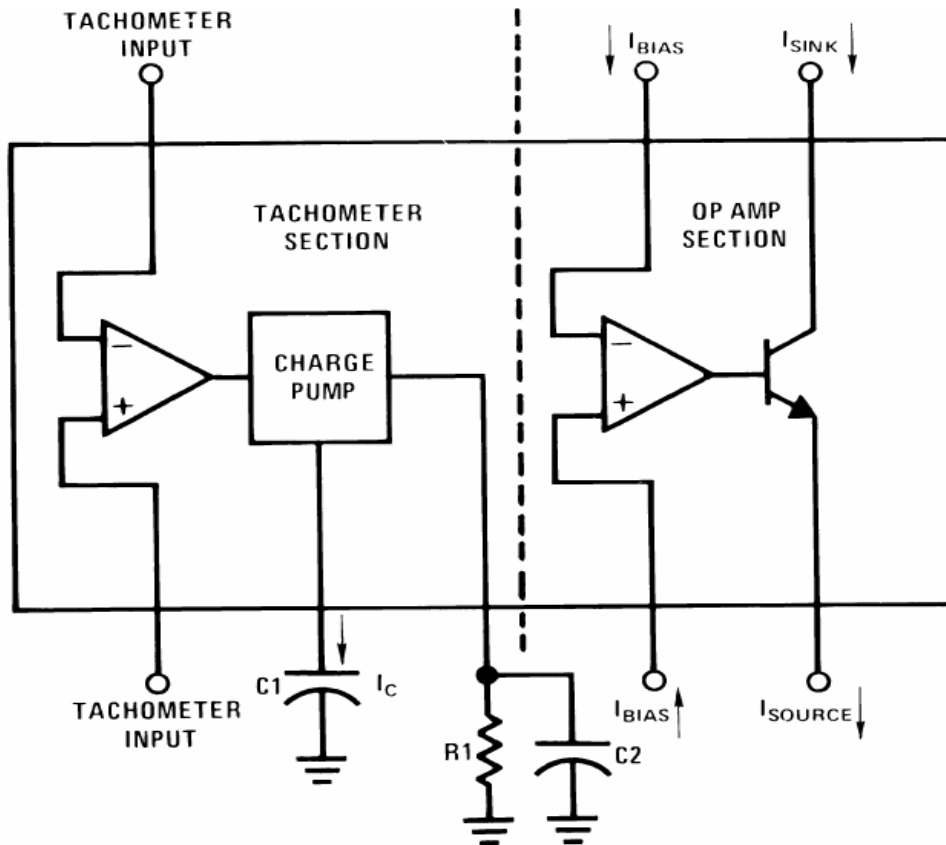 TACHOMETER
INPUT
IBIAS
ISINK
TACHOMETER
SECTION
OP AMP
SECTION
−
+
CHARGE
PUMP
−
+
C1
IC
TACHOMETER
INPUT
R1
C2
IBIAS
ISOURCE